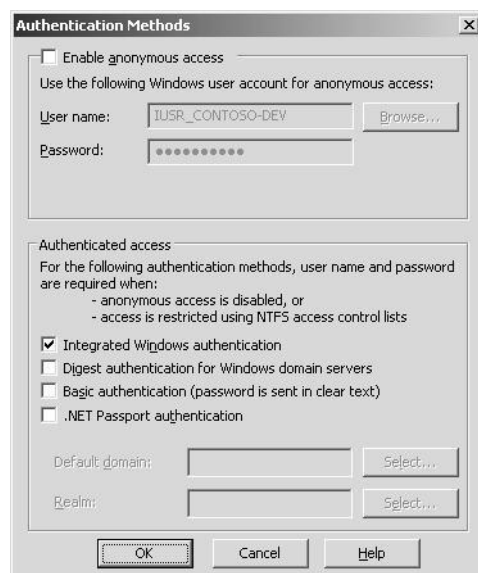 Authentication Methods
Enable anonymous access
Use the following Windows user account for anonymous access:
User name: IUSR_CONTOSO-DEV Browse...
Password: ●●●●●●●●●●
Authenticated access
For the following authentication methods, user name and password
are required when:
- anonymous access is disabled, or
- access is restricted using NTFS access control lists
Integrated Windows authentication
Digest authentication for Windows domain servers
Basic authentication (password is sent in clear text)
.NET Passport authentication
Default domain: Select...
Realm: Select...
OK Cancel Help